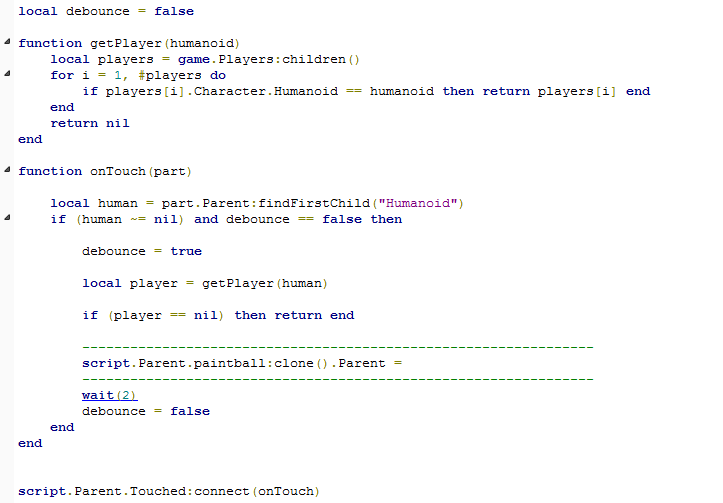 local debounce = false
function getPlayer(humanoid)
local players = game.Players:children()
for i = 1, #players do
if players[i].Character.Humanoid == humanoid then return players[i] end
end
return nil
end
function onTouch(part)
local human = part.Parent:findFirstChild("Humanoid")
if (human ~= nil) and debounce == false then
debounce = true
local player = getPlayer(human)
if (player == nil) then return end
----------------------------------------------------------------
script.Parent.paintball:clone().Parent =
----------------------------------------------------------------
wait(2)
debounce = false
end
end
script.Parent.Touched:connect(onTouch)